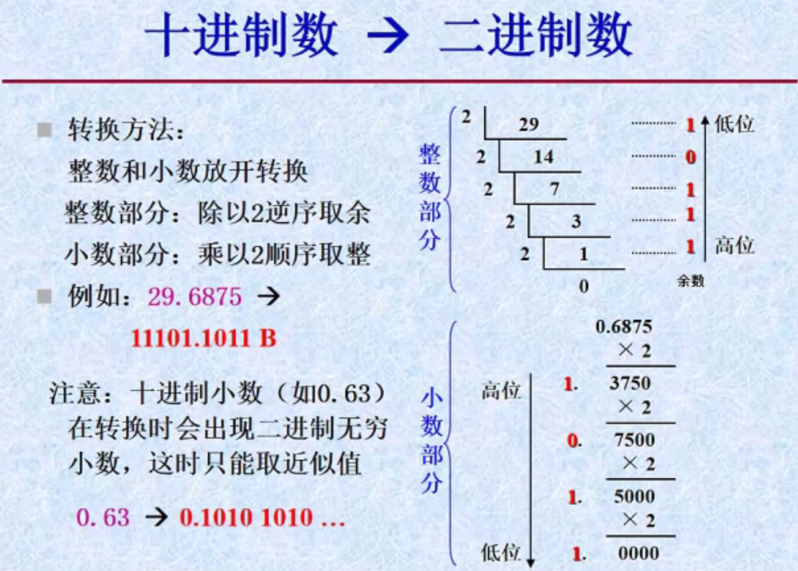 十进制数 → 二进制数
转换方法:
整数和小数放开转换
整数部分:除以2逆序取余
小数部分:乘以2顺序取整
例如:29.6875 →
11101.1011 B
注意:十进制小数(如0.63)
在转换时会出现二进制无穷
小数,这时只能取近似值
0.63 → 0.1010 1010 …
整数部分
2 29 ………… 1 低位
2 14 ………… 0
2 7 ………… 1
2 3 ………… 1
2 1 ………… 1 高位
0 余数
小数部分
0.6875
× 2
高位 1. 3750
× 2
0. 7500
× 2
1. 5000
× 2
低位 1. 0000